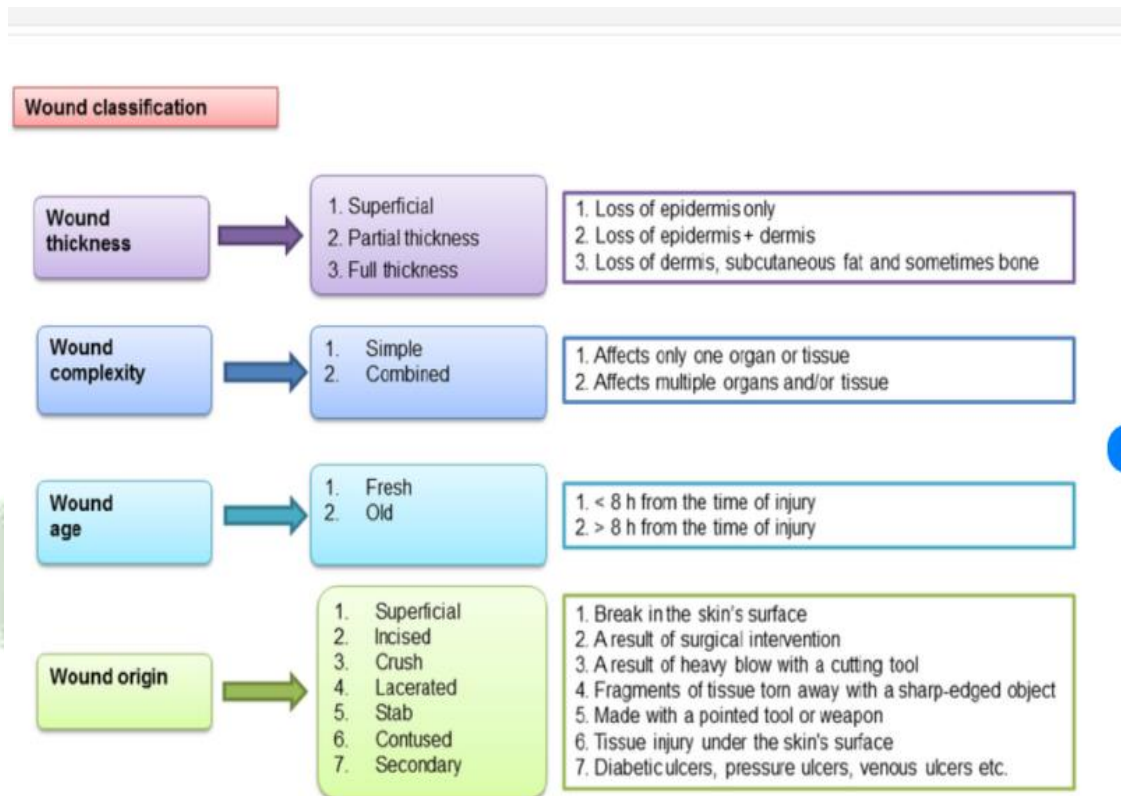 Wound classification
Wound
thickness
1. Superficial
2. Partial thickness
3. Full thickness
1. Loss of epidermis only
2. Loss of epidermis + dermis
3. Loss of dermis, subcutaneous fat and sometimes bone
Wound
complexity
1. Simple
2. Combined
1. Affects only one organ or tissue
2. Affects multiple organs and/or tissue
Wound
age
1. Fresh
2. Old
1. < 8 h from the time of injury
2. > 8 h from the time of injury
Wound origin
1. Superficial
2. Incised
3. Crush
4. Lacerated
5. Stab
6. Contused
7. Secondary
1. Break in the skin's surface
2. A result of surgical intervention
3. A result of heavy blow with a cutting tool
4. Fragments of tissue torn away with a sharp-edged object
5. Made with a pointed tool or weapon
6. Tissue injury under the skin's surface
7. Diabetic ulcers, pressure ulcers, venous ulcers etc.